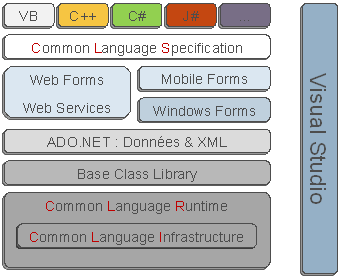 VB C++ C# J# ...
Common Language Specification
Web Forms
Web Services
Mobile Forms
Windows Forms
ADO.NET : Données & XML
Base Class Library
Common Language Runtime
Common Language Infrastructure
Visual Studio